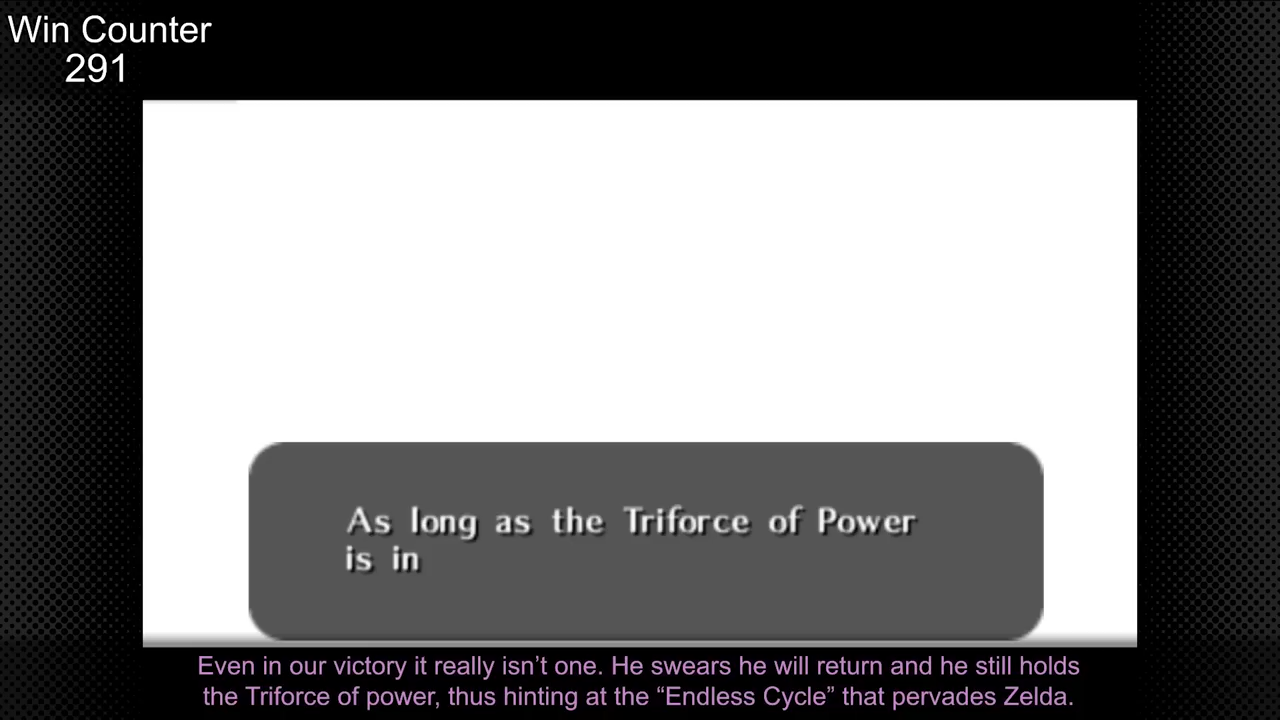 Win Counter
291
As long as the Triforce of Power
is in
Even in our victory it really isn’t one. He swears he will return and he still holds
the Triforce of power, thus hinting at the “Endless Cycle” that pervades Zelda.